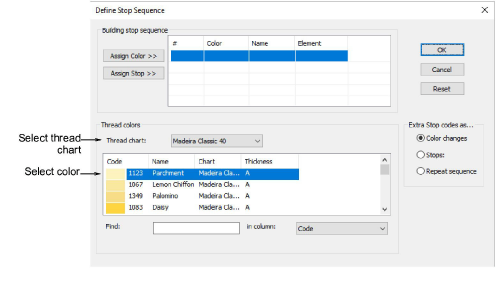 Define Stop Sequence
Building stop sequence
# Color Name Element
Assign Color >>
Assign Stop >>
OK
Cancel
Reset
Thread colors
Thread chart: Madeira Classic 40
Select thread chart
Code Name Chart Thickness
1123 Parchment Madeira Cla... A
Select color
1067 Lemon Chiffon Madeira Cla... A
1349 Palomino Madeira Cla... A
1083 Daisy Madeira Cla... A
Find: In column: Code
Extra Stop codes as...
Color changes
Stops:
Repeat sequence